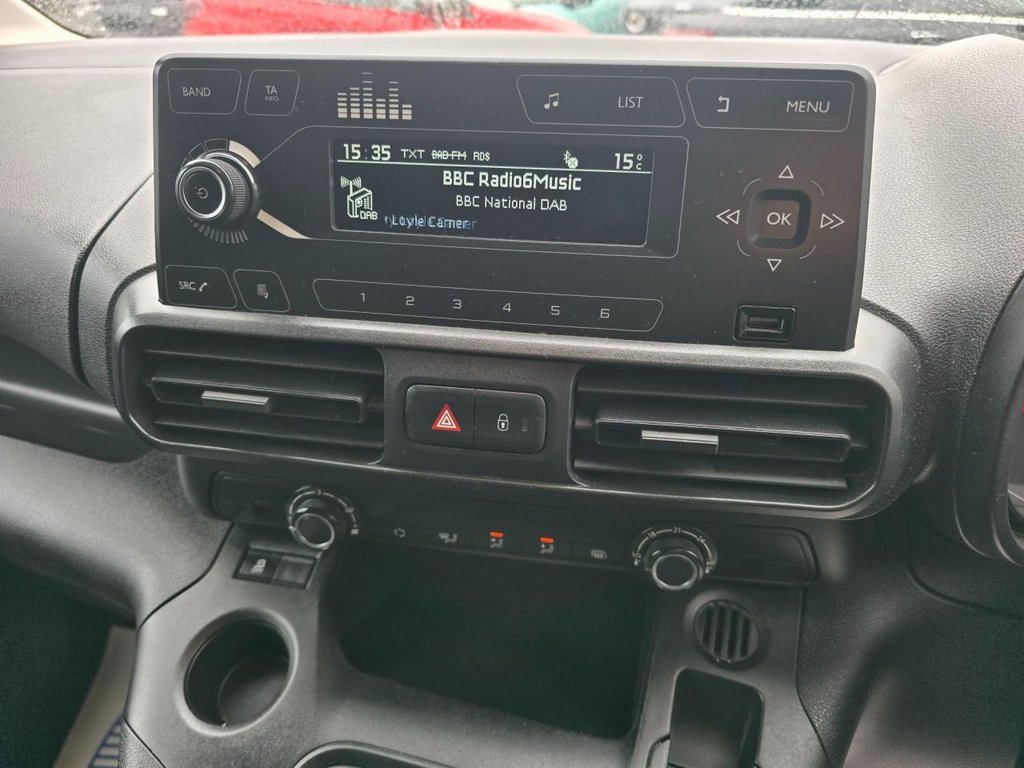 BAND
TA
INFO
LIST
MENU
15:35 TXT DAB-FM RDS 15°C
BBC Radio6Music
BBC National DAB
DAB
Loyle Carner
OK
SRC
1 2 3 4 5 6